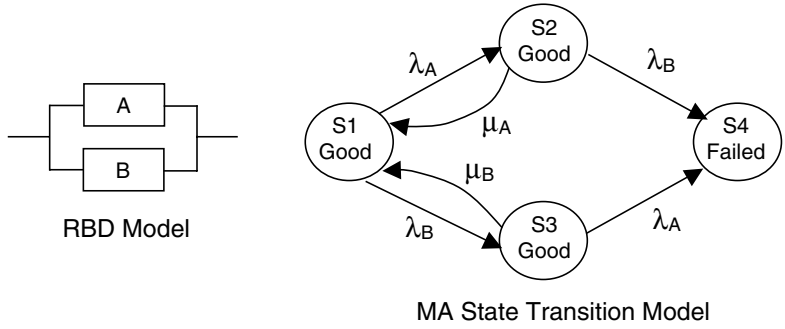 A
B
RBD Model
S1
Good
S2
Good
S3
Good
S4
Failed
λA
μA
λB
μB
λB
λA
MA State Transition Model